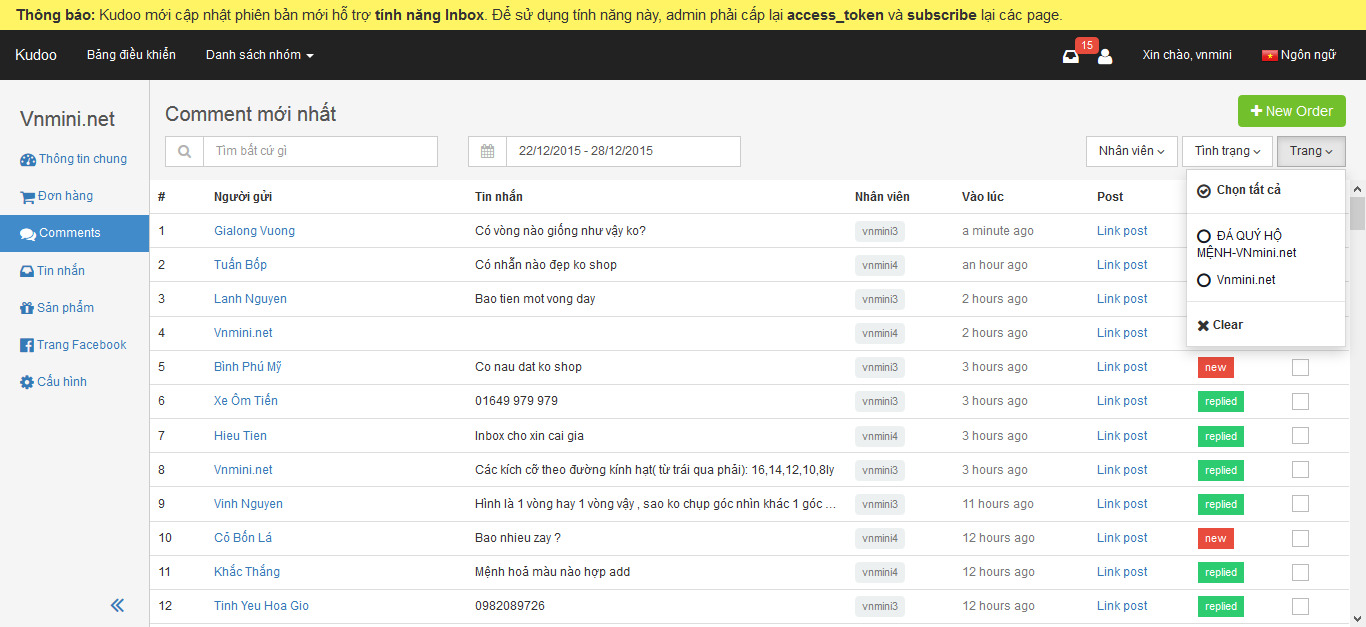 Thông báo: Kudoo mới cập nhật phiên bản mới hỗ trợ tính năng Inbox. Để sử dụng tính năng này, admin phải cấp lại access_token và subscribe lại các page.
Kudoo Bảng điều khiển Danh sách nhóm 15 Xin chào, vnmini Ngôn ngữ
Vnmini.net
Thông tin chung
Đơn hàng
Comments
Tin nhắn
Sản phẩm
Trang Facebook
Cấu hình
Comment mới nhất
New Order
Tìm bất cứ gì 22/12/2015 - 28/12/2015 Nhân viên Tình trạng Trang
Chọn tất cả
ĐÁ QUÝ HỘ
MỆNH-VNmini.net
Vnmini.net
Clear
# Người gửi Tin nhắn Nhân viên Vào lúc Post
1 Gialong Vuong Có vòng nào giống như vậy ko? vnmini3 a minute ago Link post
2 Tuấn Bốp Có nhẫn nào đẹp ko shop vnmini4 an hour ago Link post
3 Lanh Nguyen Bao tien mot vong day vnmini3 2 hours ago Link post
4 Vnmini.net vnmini4 2 hours ago Link post
5 Bình Phú Mỹ Co nau dat ko shop vnmini3 3 hours ago Link post new
6 Xe Ôm Tiến 01649 979 979 vnmini3 3 hours ago Link post replied
7 Hieu Tien Inbox cho xin cai gia vnmini4 3 hours ago Link post replied
8 Vnmini.net Các kích cỡ theo đường kính hạt( từ trái qua phải): 16,14,12,10,8ly vnmini3 3 hours ago Link post replied
9 Vinh Nguyen Hình là 1 vòng hay 1 vòng vậy , sao ko chụp góc nhìn khác 1 góc ... vnmini3 11 hours ago Link post replied
10 Cỏ Bốn Lá Bao nhieu zay ? vnmini4 12 hours ago Link post new
11 Khắc Thắng Mệnh hoả màu nào hợp add vnmini4 12 hours ago Link post replied
12 Tinh Yeu Hoa Gio 0982089726 vnmini3 12 hours ago Link post replied